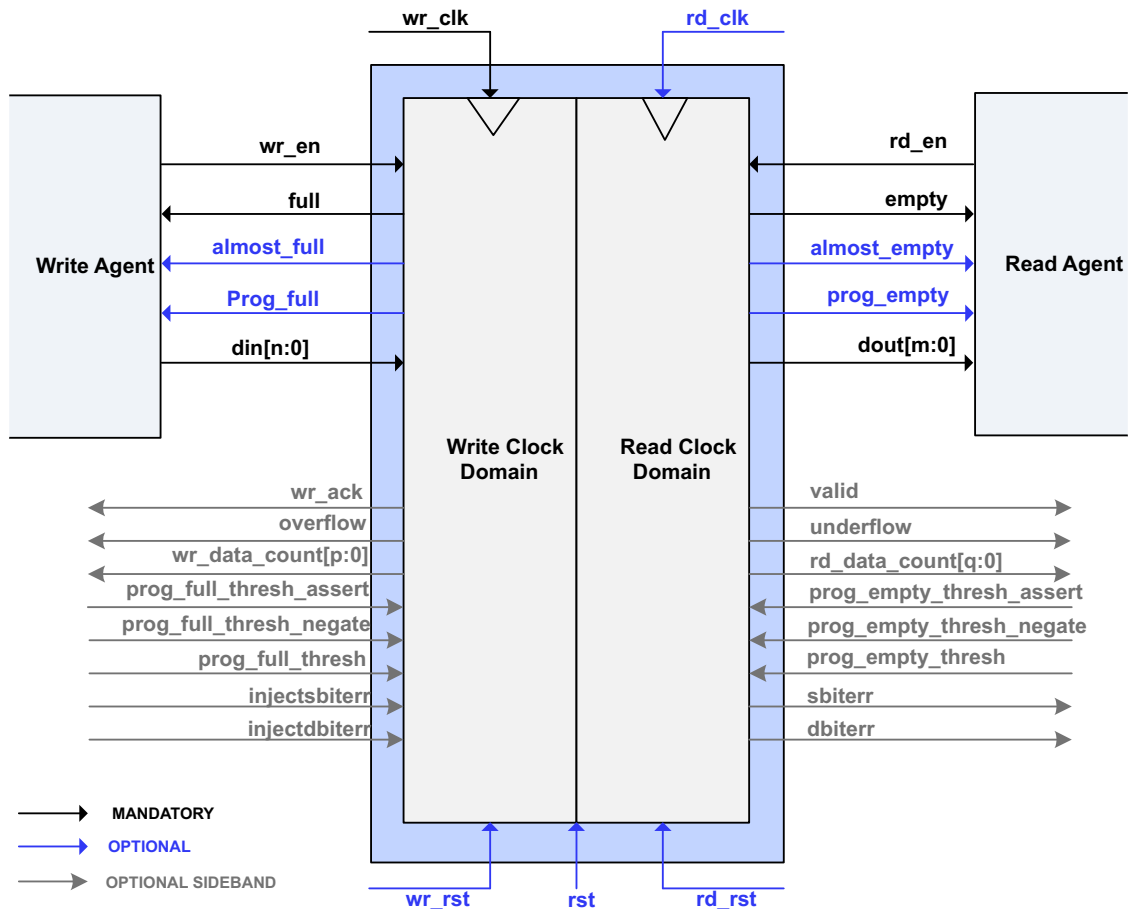 wr_clk
rd_clk
wr_en
rd_en
full
empty
almost_full
almost_empty
Write Agent
Read Agent
Prog_full
prog_empty
din[n:0]
dout[m:0]
Write Clock
Domain
Read Clock
Domain
wr_ack
valid
overflow
underflow
wr_data_count[p:0]
rd_data_count[q:0]
prog_full_thresh_assert
prog_empty_thresh_assert
prog_full_thresh_negate
prog_empty_thresh_negate
prog_full_thresh
prog_empty_thresh
injectsbiterr
sbiterr
injectdbiterr
dbiterr
MANDATORY
OPTIONAL
OPTIONAL SIDEBAND
wr_rst
rst
rd_rst